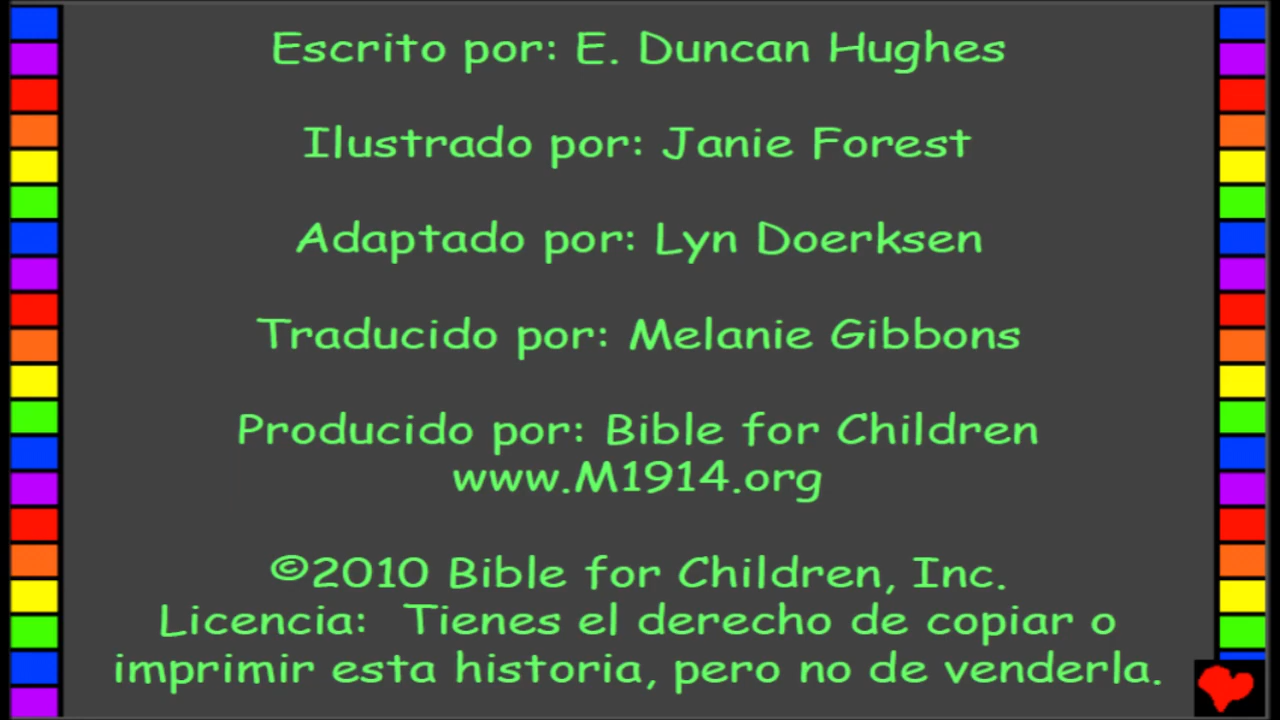 Escrito por: E. Duncan Hughes
Ilustrado por: Janie Forest
Adaptado por: Lyn Doerksen
Traducido por: Melanie Gibbons
Producido por: Bible for Children
www.M1914.org
©2010 Bible for Children, Inc.
Licencia:  Tienes el derecho de copiar o
imprimir esta historia, pero no de venderla.